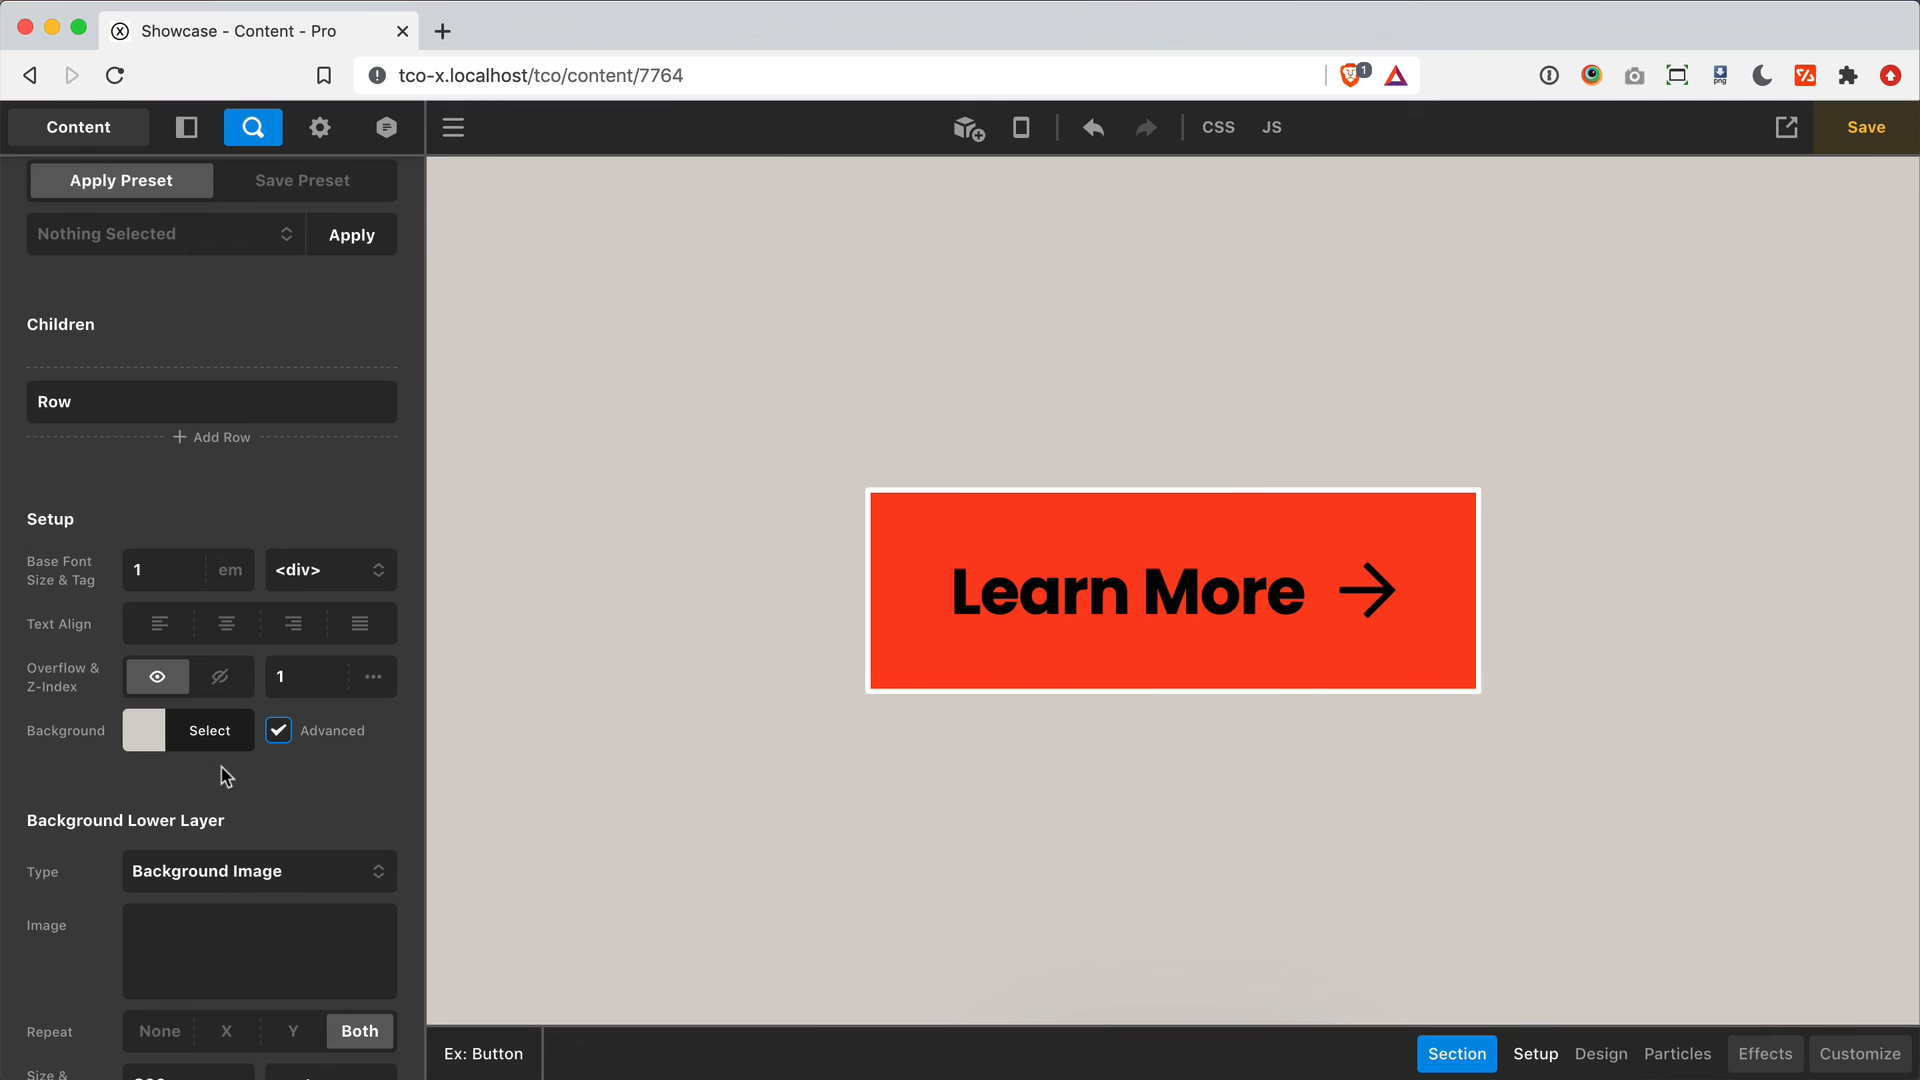 Showcase - Content - Pro
tco-x.localhost/tco/content/7764
1
png
Content
CSS
JS
Save
Apply Preset
Save Preset
Nothing Selected
Apply
Children
Row
Add Row
Setup
Base Font
Size & Tag
1
em
<div>
Text Align
Overflow &
Z-Index
1
Background
Select
Advanced
Background Lower Layer
Type
Background Image
Image
Repeat
None
X
Y
Both
Size &
Learn More
Ex: Button
Section
Setup
Design
Particles
Effects
Customize